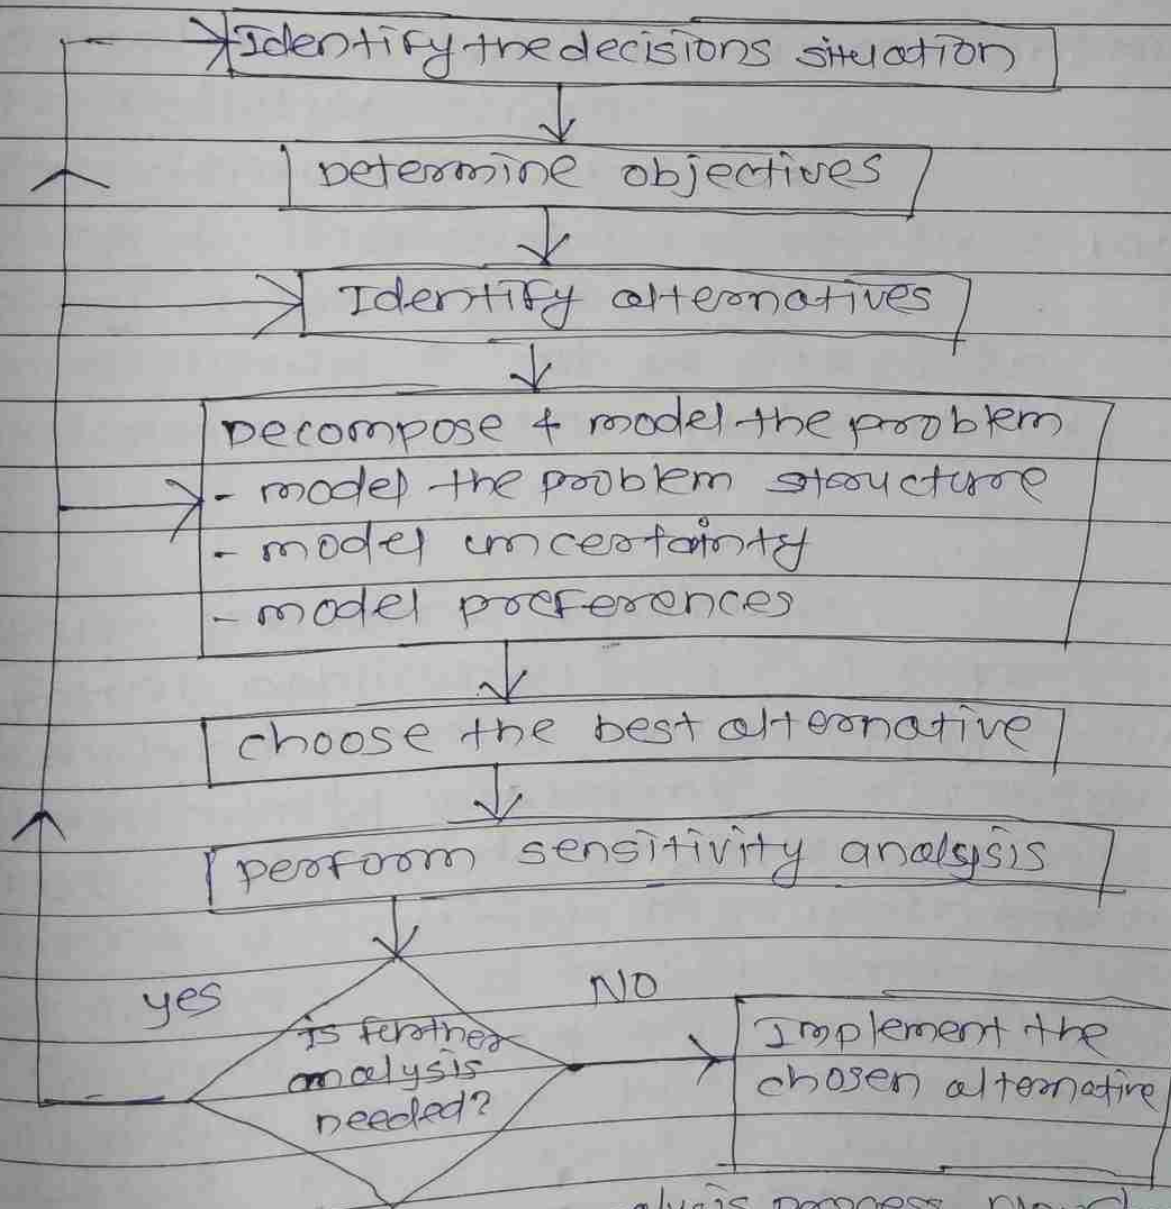 Identify the decisions situation
Determine objectives
Identify alternatives
Decompose & model the problem
- model the problem structure
- model uncertainty
- model preferences
choose the best alternative
perform sensitivity analysis
yes
NO
is further
analysis
needed?
Implement the
chosen alternative
process